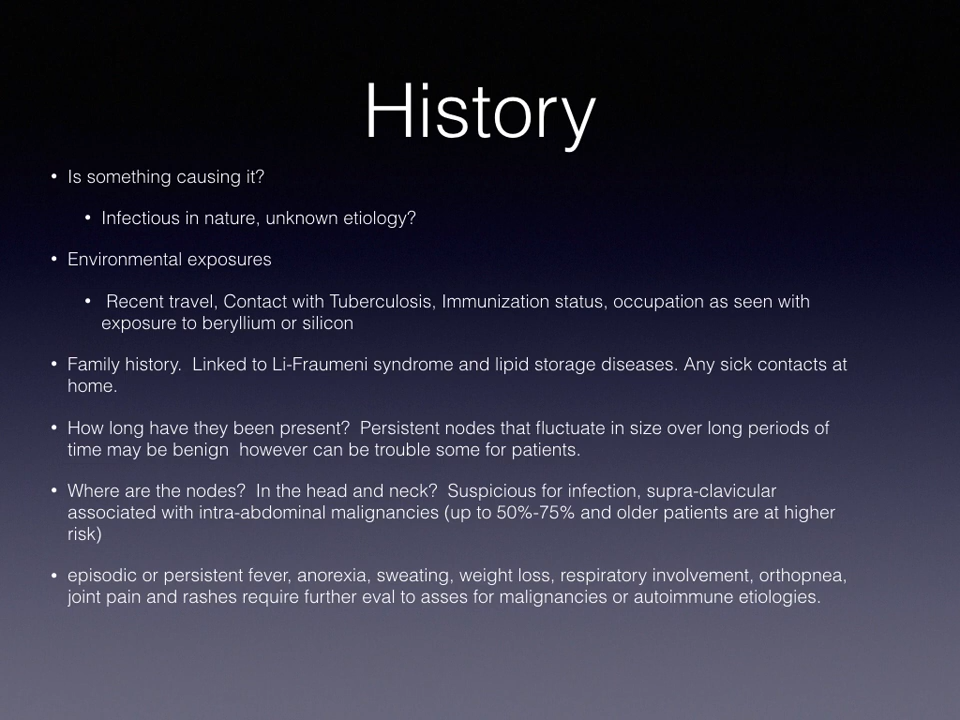 History
• Is something causing it?
• Infectious in nature, unknown etiology?
• Environmental exposures
• Recent travel, Contact with Tuberculosis, Immunization status, occupation as seen with
exposure to beryllium or silicon
• Family history.  Linked to Li-Fraumeni syndrome and lipid storage diseases. Any sick contacts at
home.
• How long have they been present?  Persistent nodes that fluctuate in size over long periods of
time may be benign  however can be trouble some for patients.
• Where are the nodes?  In the head and neck?  Suspicious for infection, supra-clavicular
associated with intra-abdominal malignancies (up to 50%-75% and older patients are at higher
risk)
• episodic or persistent fever, anorexia, sweating, weight loss, respiratory involvement, orthopnea,
joint pain and rashes require further eval to asses for malignancies or autoimmune etiologies.